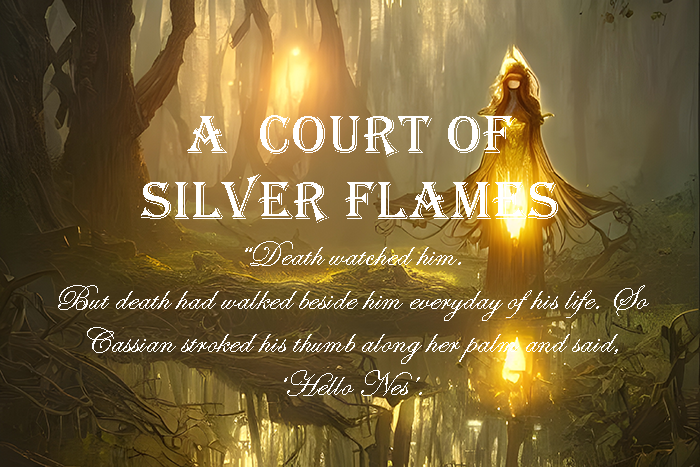 A COURT OF
SILVER FLAMES
“Death watched him.
But death had walked beside him everyday of his life. So
Cassian stroked his thumb along her palm and said,
‘Hello Nes’.